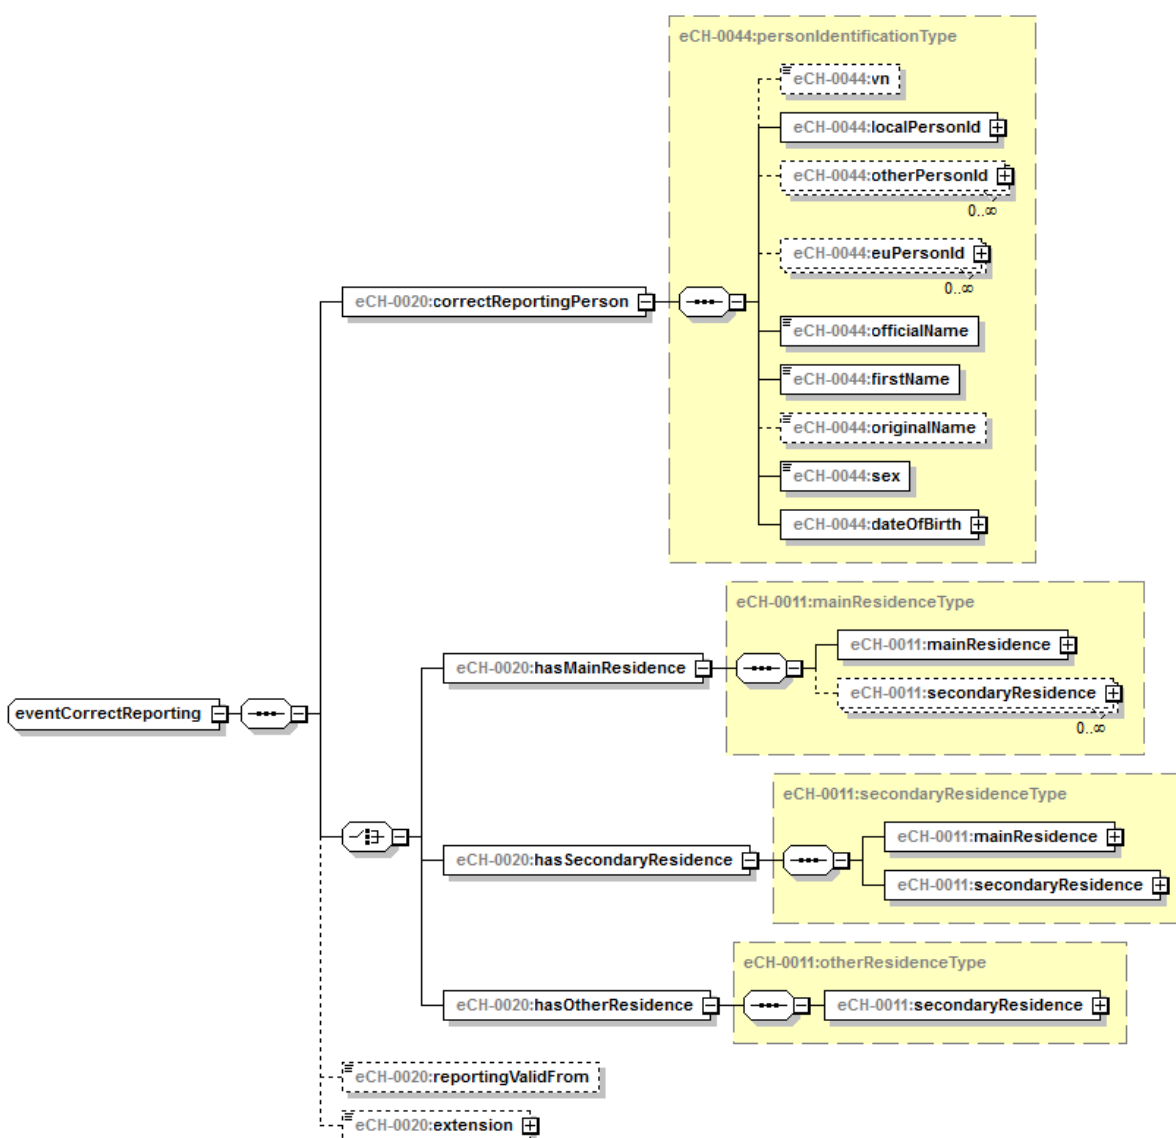 eCH-0044:personIdentificationType
eCH-0044:vn
eCH-0044:localPersonId
eCH-0044:otherPersonId
0..∞
eCH-0044:euPersonId
0..∞
eCH-0020:correctReportingPerson
eCH-0044:officialName
eCH-0044:firstName
eCH-0044:originalName
eCH-0044:sex
eCH-0044:dateOfBirth
eCH-0011:mainResidenceType
eCH-0011:mainResidence
eCH-0020:hasMainResidence
eCH-0011:secondaryResidence
0..∞
eventCorrectReporting
eCH-0011:secondaryResidenceType
eCH-0011:mainResidence
eCH-0020:hasSecondaryResidence
eCH-0011:secondaryResidence
eCH-0011:otherResidenceType
eCH-0020:hasOtherResidence
eCH-0011:secondaryResidence
eCH-0020:reportingValidFrom
eCH-0020:extension